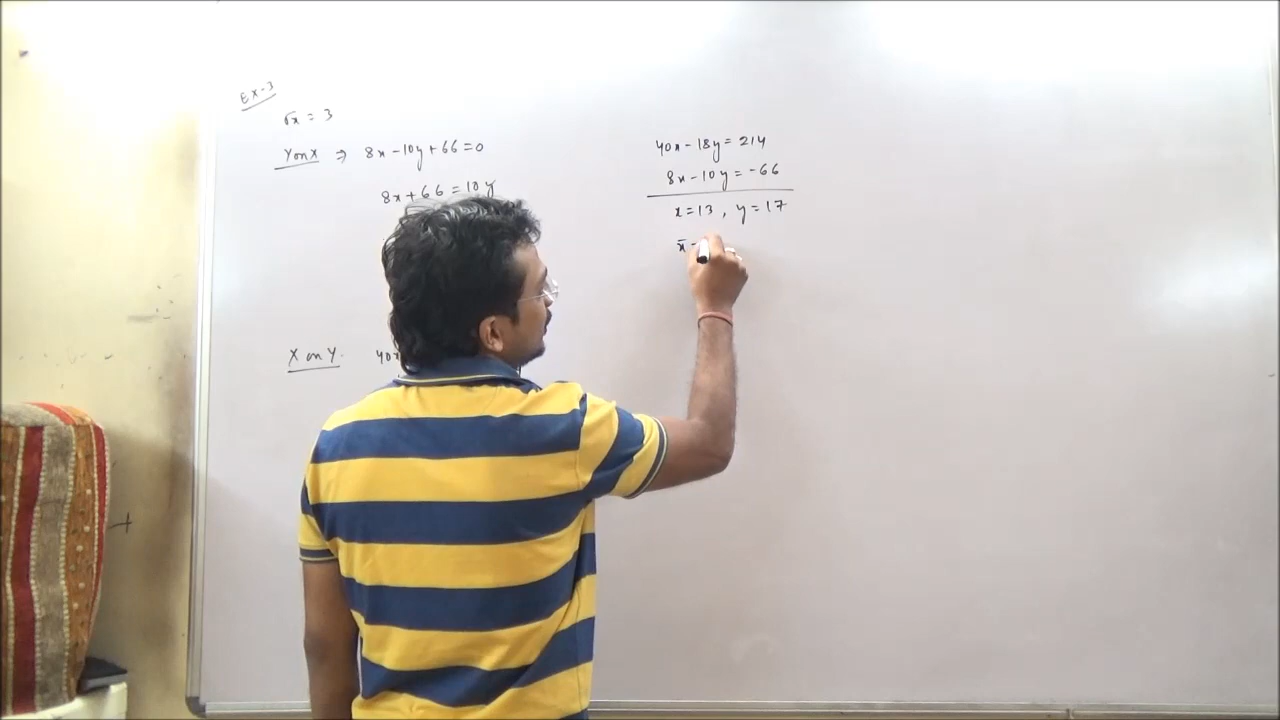 Ex-3
σx = 3
Y on X ⇒ 8x - 10y + 66 = 0
8x + 66 = 10y
X on Y. 40x
40x - 18y = 214
8x - 10y = -66
x = 13 , y = 17
x̄